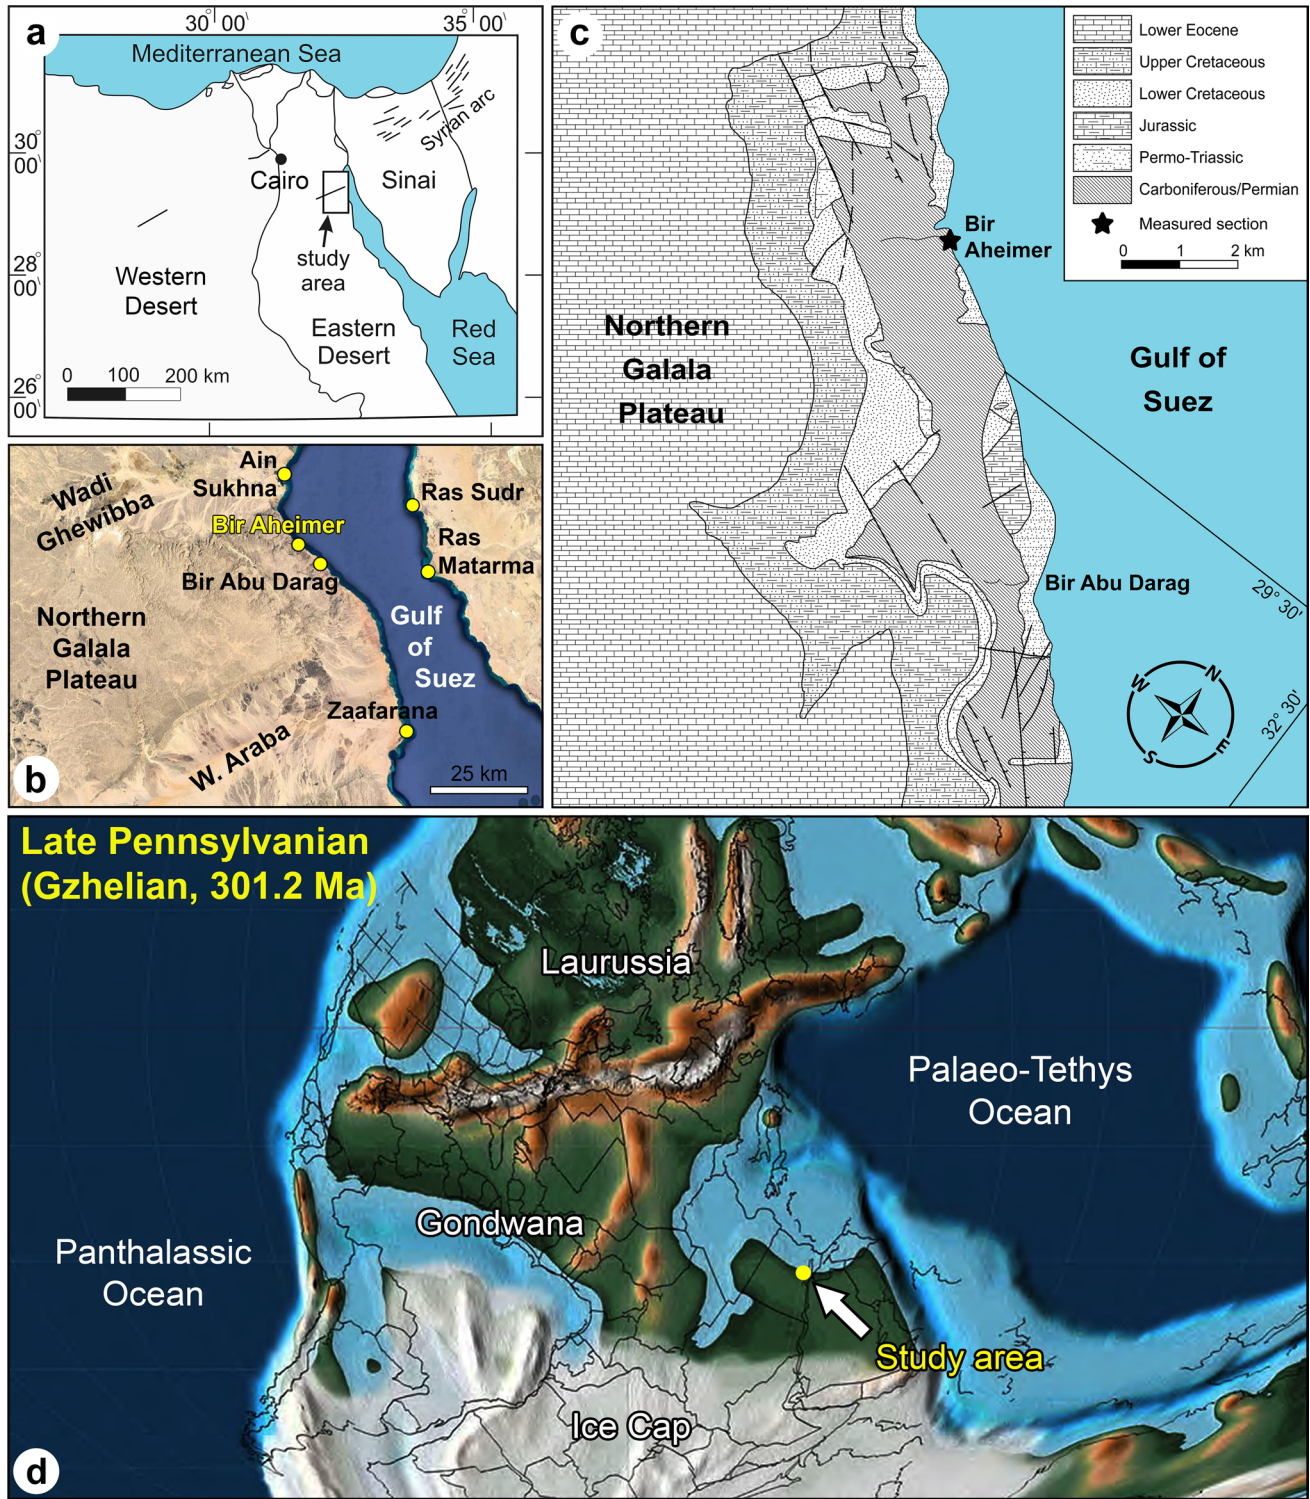 a
30° 00'
35° 00'
Mediterranean Sea
Syrian arc
30° 00'
Cairo
Sinai
study
area
28° 00'
Western
Desert
Eastern
Desert
Red
Sea
0 100 200 km
26° 00'
b
Ain
Sukhna
Wadi
Ghewibba
Ras Sudr
Bir Aheimer
Ras
Matarma
Bir Abu Darag
Northern
Galala
Plateau
Gulf
of
Suez
Zaafarana
W. Araba
25 km
c
Lower Eocene
Upper Cretaceous
Lower Cretaceous
Jurassic
Permo-Triassic
Carboniferous/Permian
Measured section
0 1 2 km
Bir
Aheimer
Northern
Galala
Plateau
Gulf of
Suez
Bir Abu Darag
29° 30'
32° 30'
N
W
E
S
Late Pennsylvanian
(Gzhelian, 301.2 Ma)
Laurussia
Palaeo-Tethys
Ocean
Gondwana
Panthalassic
Ocean
Study area
Ice Cap
d